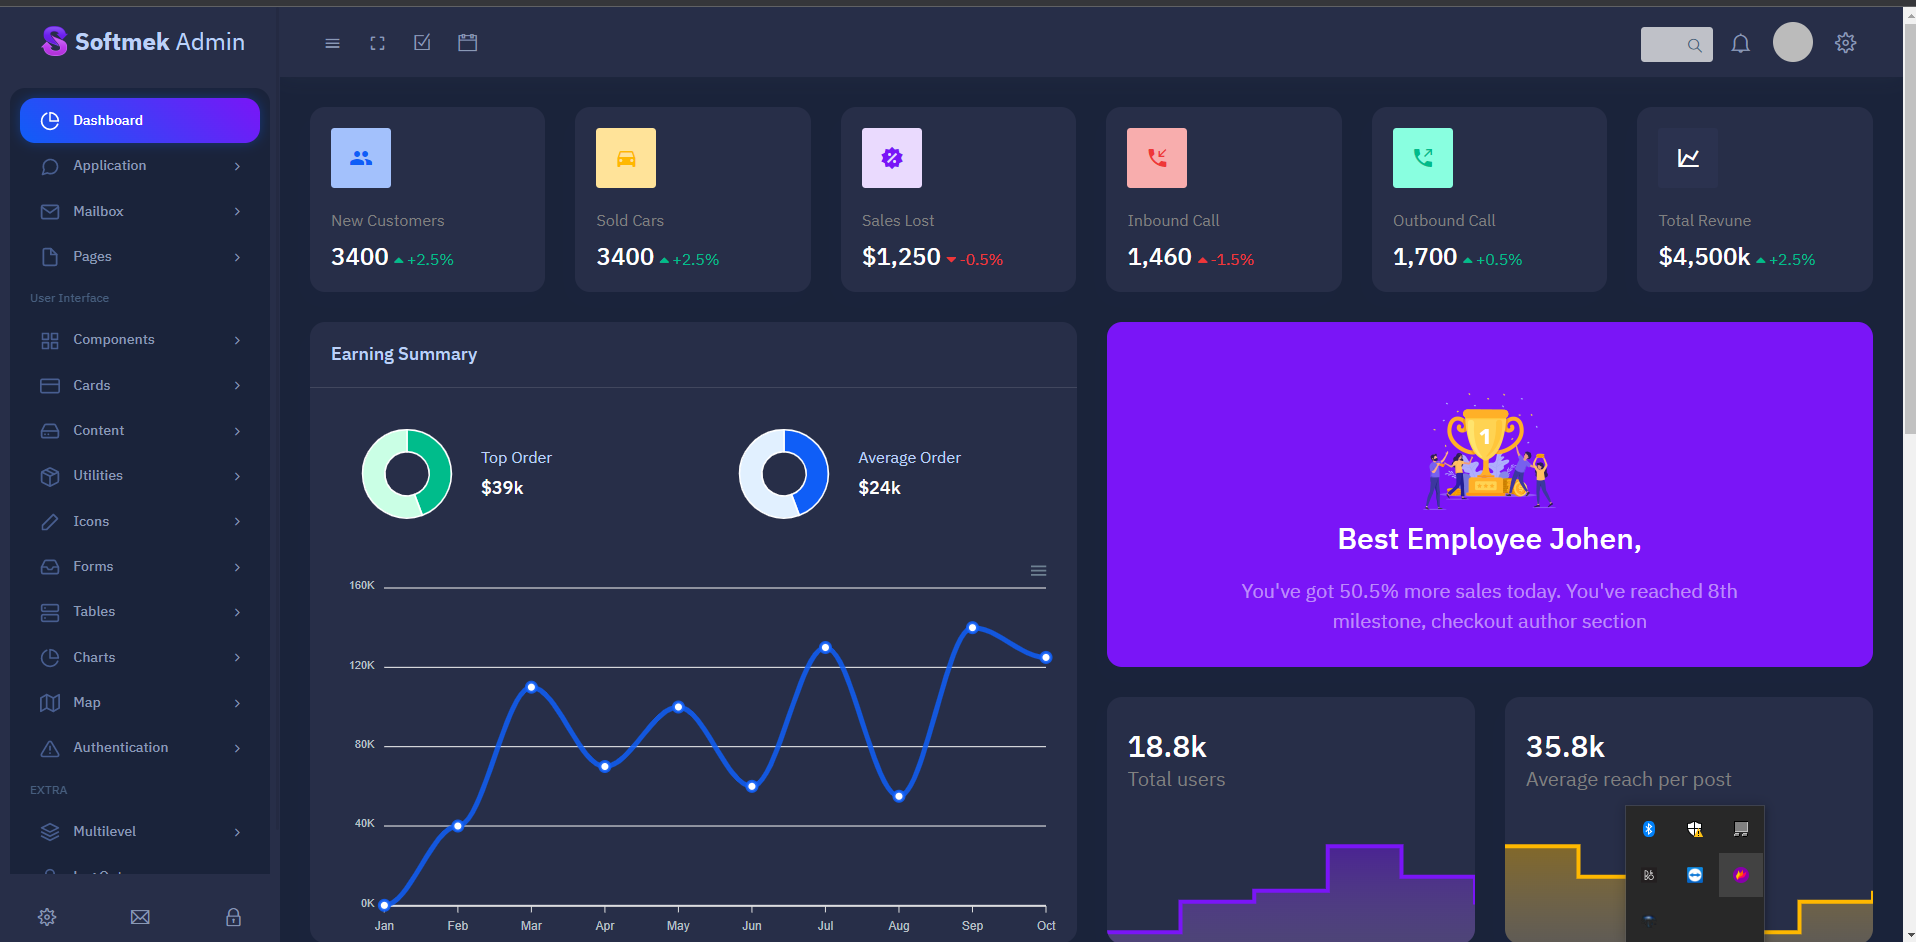 Softmek Admin
Dashboard
Application
Mailbox
Pages
User Interface
Components
Cards
Content
Utilities
Icons
Forms
Tables
Charts
Map
Authentication
EXTRA
Multilevel
New Customers
3400 +2.5%
Sold Cars
3400 +2.5%
Sales Lost
$1,250 -0.5%
Inbound Call
1,460 -1.5%
Outbound Call
1,700 +0.5%
Total Revune
$4,500k +2.5%
Earning Summary
Top Order
$39k
Average Order
$24k
160K
120K
80K
40K
0K
Jan Feb Mar Apr May Jun Jul Aug Sep Oct
1
Best Employee Johen,
You've got 50.5% more sales today. You've reached 8th
milestone, checkout author section
18.8k
Total users
35.8k
Average reach per post